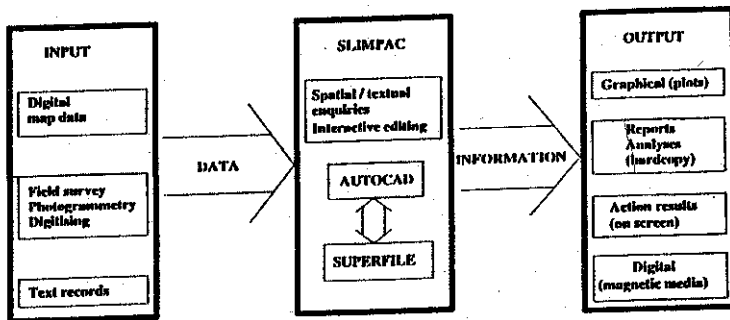 INPUT
Digital
map data
Field survey
Photogrammetry
Digitising
Text records
DATA
SLIMPAC
Spatial / textual
enquiries
Interactive editing
AUTOCAD
SUPERFILE
INFORMATION
OUTPUT
Graphical (plots)
Reports
Analyses
(hardcopy)
Action results
(on screen)
Digital
(magnetic media)